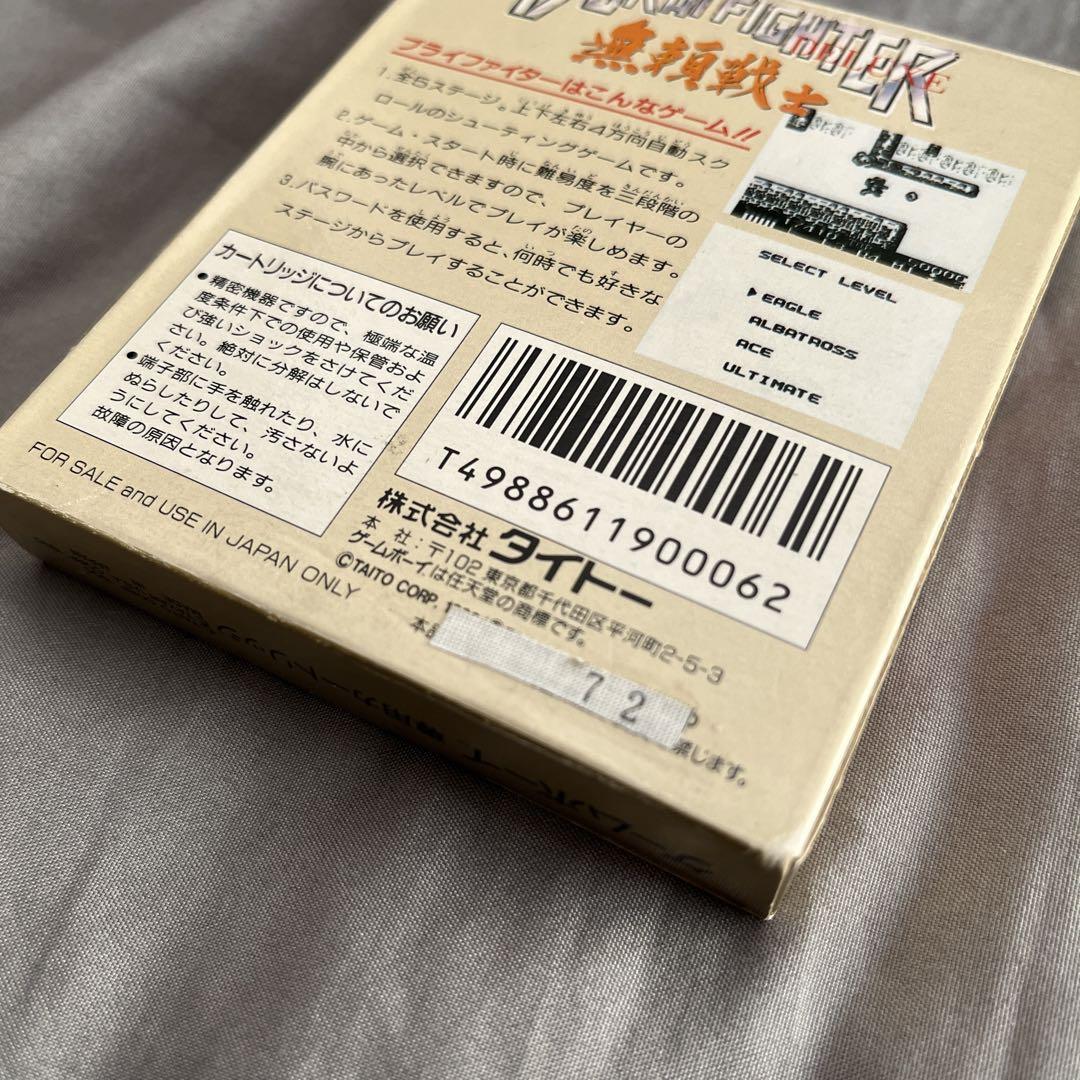 BURAI FIGHTER
DELUXE
無頼戦士
ブライファイターはこんなゲーム!!
1.全5ステージ。上下左右4方向自動スク
ロールのシューティングゲームです。
2.ゲーム・スタート時に難易度を三段階の
中から選択できますので、プレイヤーの
腕にあったレベルでプレイが楽しめます。
3.パスワードを使用すると、何時でも好きな
ステージからプレイすることができます。
SELECT LEVEL
EAGLE
ALBATROSS
ACE
ULTIMATE
カートリッジについてのお願い
●精密機器ですので、極端な温
度条件下での使用や保管およ
び強いショックをさけてくだ
さい。絶対に分解はしないで
ください。
●端子部に手を触れたり、水に
ぬらしたりして、汚さないよ
うにしてください。
故障の原因となります。
FOR SALE and USE IN JAPAN ONLY
T4988611900062
株式会社タイトー
本社:〒102 東京都千代田区平河町2-5-3
ゲームボーイは任天堂の商標です。
©TAITO CORP.
72
禁じます。